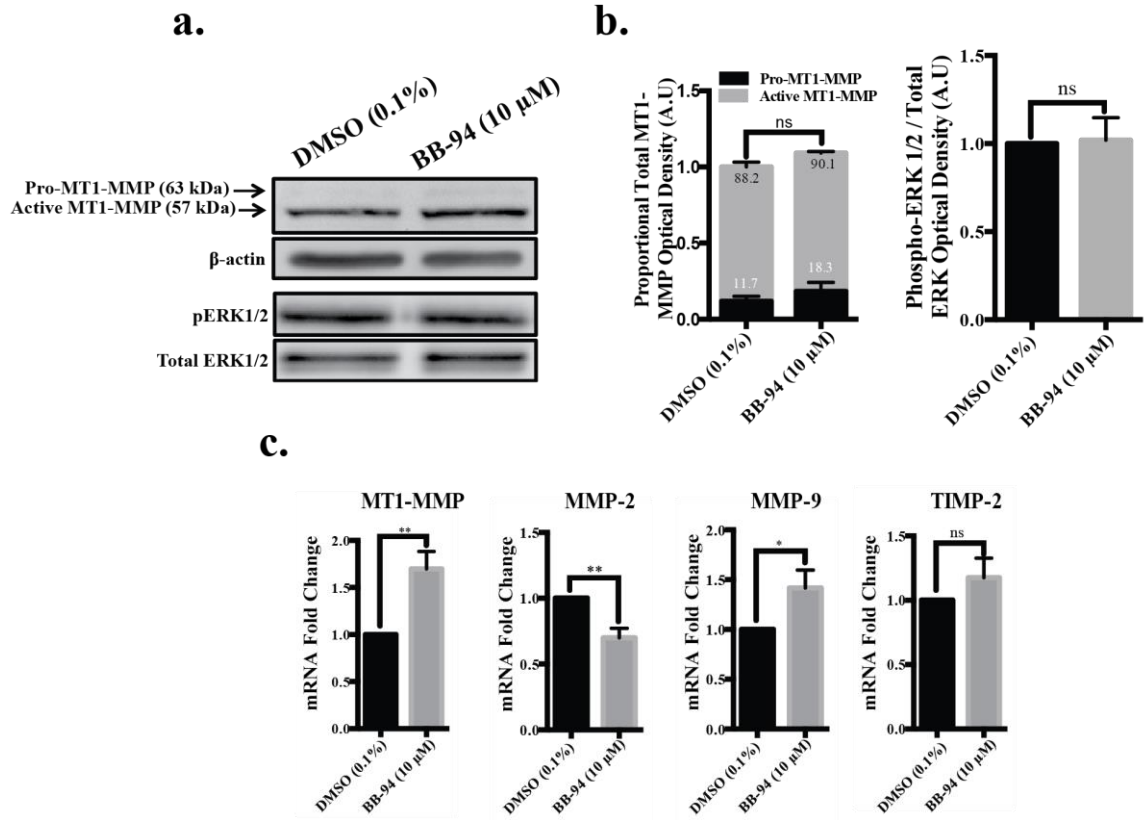 a.
DMSO (0.1%)
BB-94 (10 µM)
Pro-MT1-MMP (63 kDa)
Active MT1-MMP (57 kDa)
β-actin
pERK1/2
Total ERK1/2
b.
Proportional Total MT1-
MMP Optical Density (A.U)
Pro-MT1-MMP
Active MT1-MMP
1.5
1.0
0.5
0.0
ns
88.2
90.1
11.7
18.3
DMSO (0.1%)
BB-94 (10 µM)
Phospho-ERK 1/2 / Total
ERK Optical Density (A.U)
1.5
1.0
0.5
0.0
ns
DMSO (0.1%)
BB-94 (10 µM)
c.
MT1-MMP
mRNA Fold Change
2.0
1.5
1.0
0.5
0.0
**
DMSO (0.1%)
BB-94 (10 µM)
MMP-2
mRNA Fold Change
1.5
1.0
0.5
0.0
**
DMSO (0.1%)
BB-94 (10 µM)
MMP-9
mRNA Fold Change
2.0
1.5
1.0
0.5
0.0
*
DMSO (0.1%)
BB-94 (10 µM)
TIMP-2
mRNA Fold Change
1.5
1.0
0.5
0.0
ns
DMSO (0.1%)
BB-94 (10 µM)